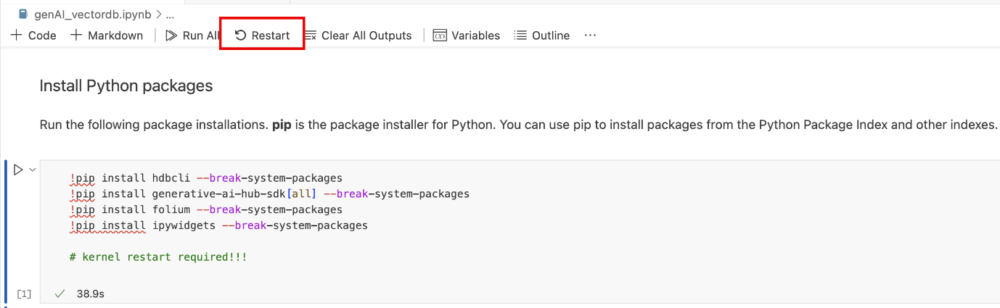 genAI_vectordb.ipynb > ...
+ Code + Markdown Run All Restart Clear All Outputs Variables Outline ...
Install Python packages
Run the following package installations. pip is the package installer for Python. You can use pip to install packages from the Python Package Index and other indexes.
!pip install hdbcli --break-system-packages
!pip install generative-ai-hub-sdk[all] --break-system-packages
!pip install folium --break-system-packages
!pip install ipywidgets --break-system-packages
# kernel restart required!!!
[1] ✓ 38.9s